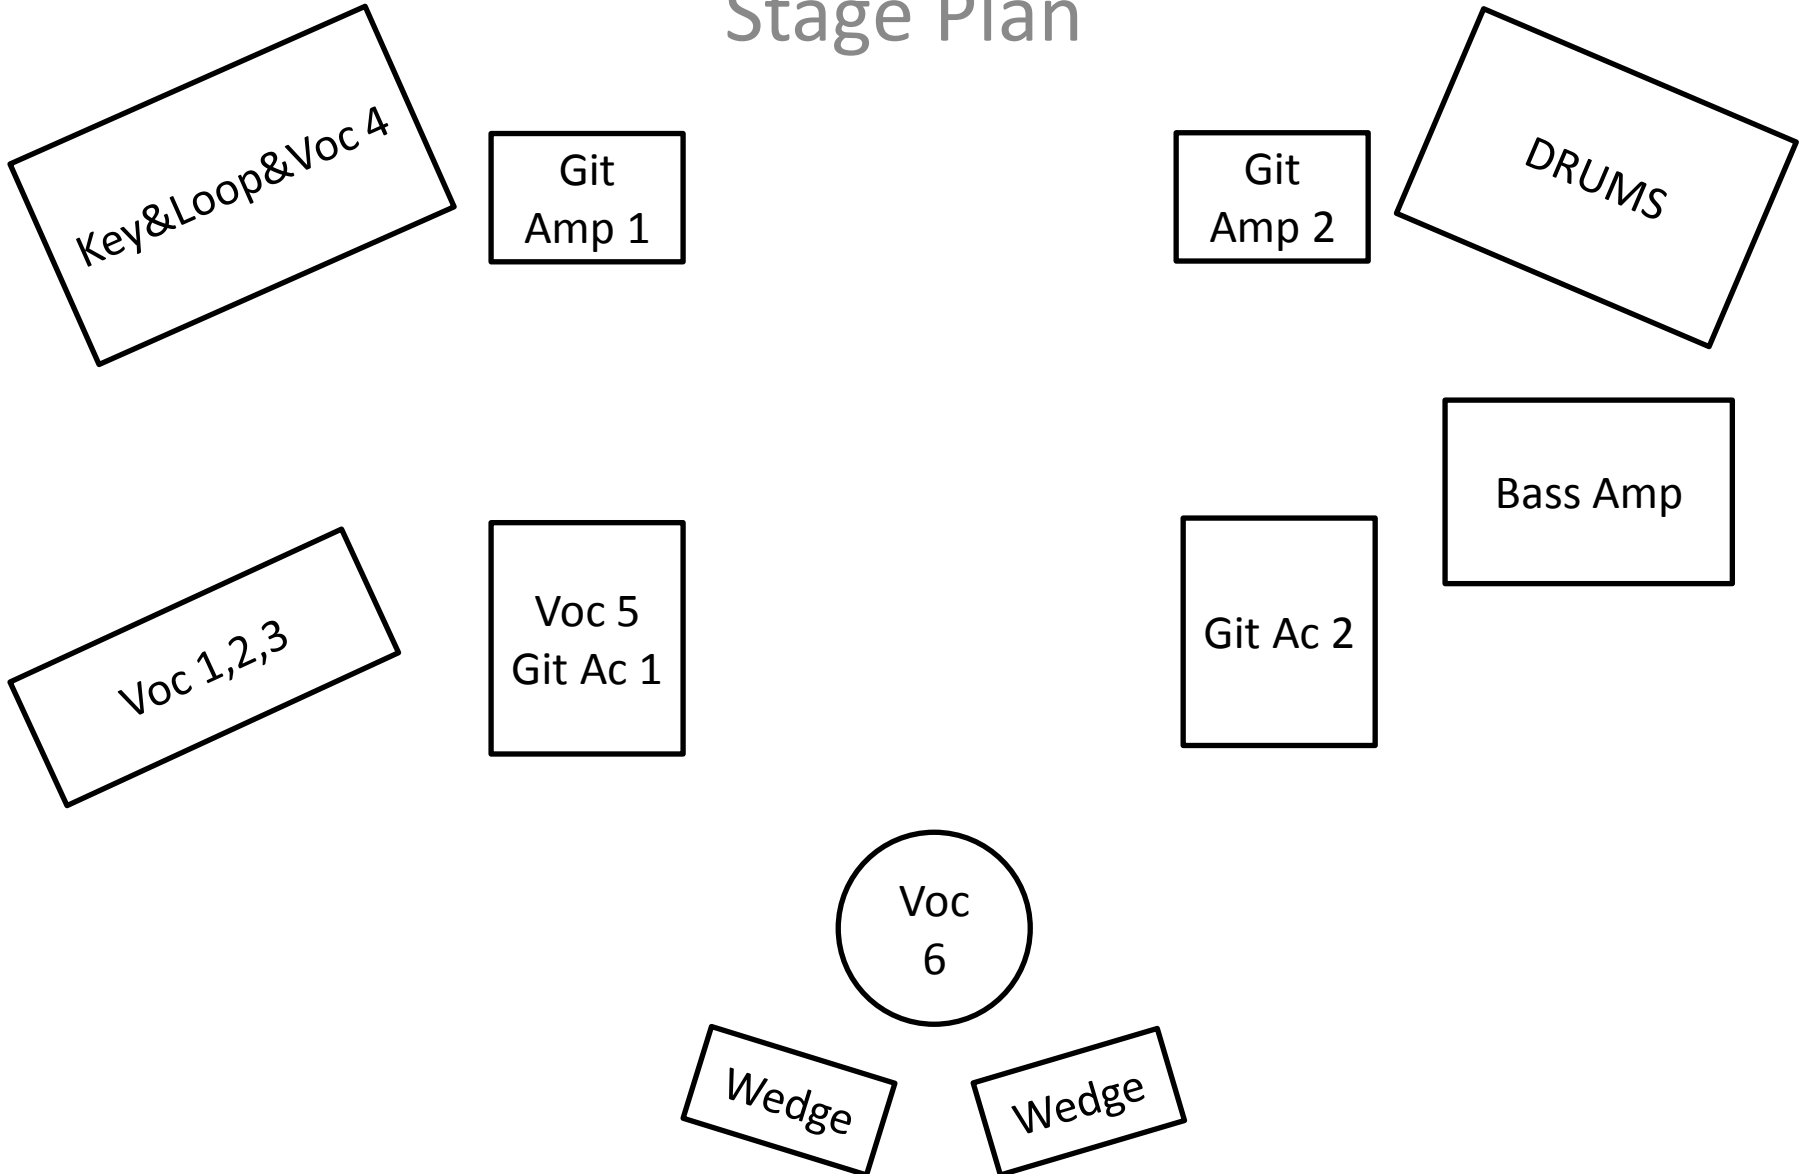 Stage Plan
Key&Loop&Voc 4
Git
Amp 1
Git
Amp 2
DRUMS
Bass Amp
Voc 1,2,3
Voc 5
Git Ac 1
Git Ac 2
Voc
6
Wedge
Wedge